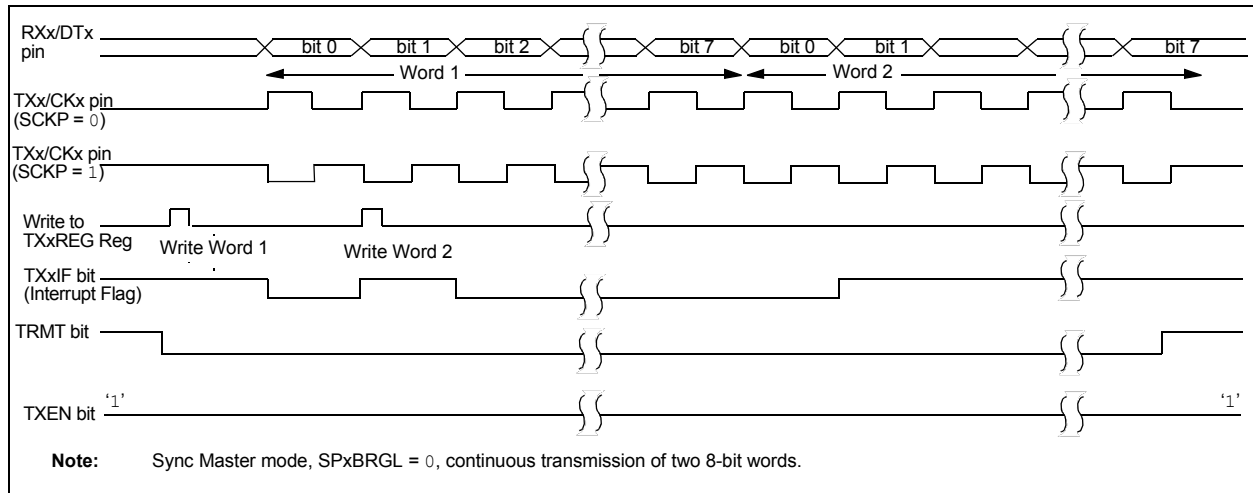 RXx/DTx
pin
bit 0 bit 1 bit 2 bit 7 bit 0 bit 1 bit 7
Word 1 Word 2
TXx/CKx pin
(SCKP = 0)
TXx/CKx pin
(SCKP = 1)
Write to
TXxREG Reg
Write Word 1 Write Word 2
TXxIF bit
(Interrupt Flag)
TRMT bit
TXEN bit
‘1’ ‘1’
Note: Sync Master mode, SPxBRGL = 0, continuous transmission of two 8-bit words.